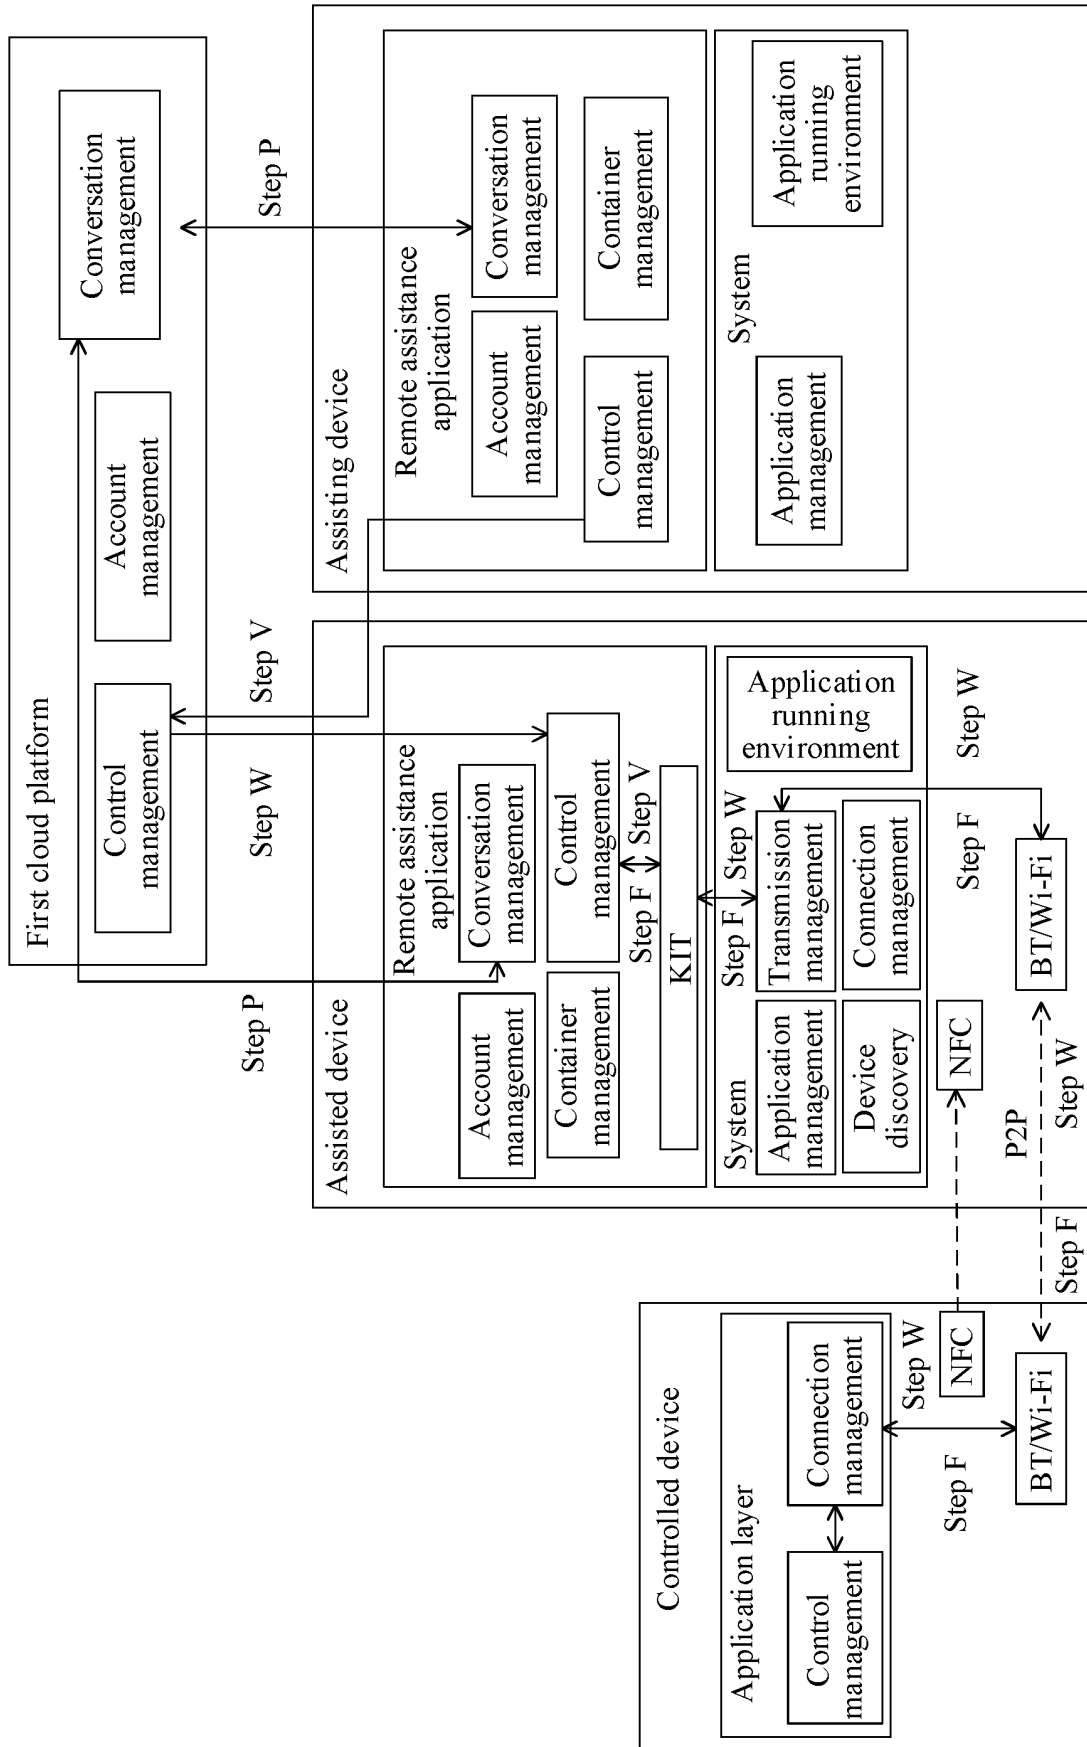 First cloud platform
Control
management
Account
management
Conversation
management
Step P
Step W
Step V
Step P
Assisted device
Remote assistance
application
Account
management
Conversation
management
Container
management
Control
management
Step F
Step V
KIT
Step F
Step W
System
Application
management
Transmission
management
Application
running
environment
Device
discovery
Connection
management
Step F
Step W
NFC
BT/Wi-Fi
Assisting device
Remote assistance
application
Account
management
Conversation
management
Control
management
Container
management
System
Application
management
Application
running
environment
Controlled device
Application layer
Control
management
Connection
management
Step F
Step W
NFC
BT/Wi-Fi
P2P
Step F
Step W